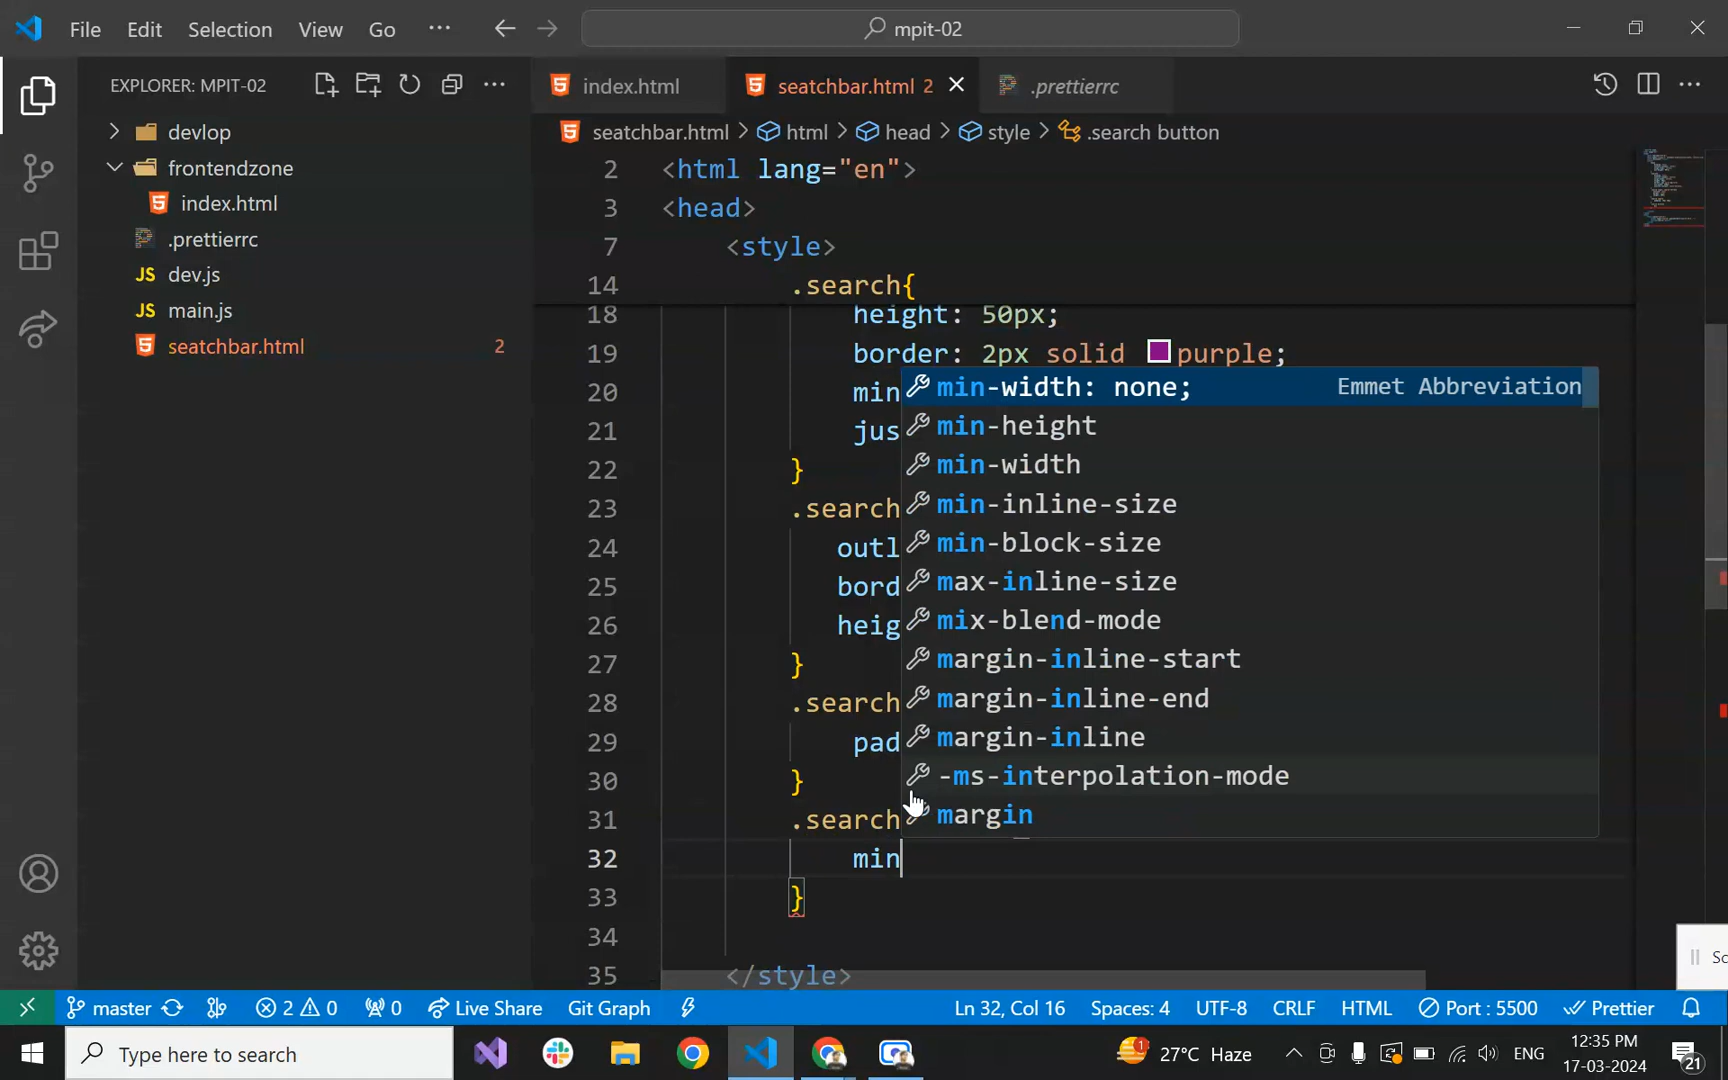 File Edit Selection View Go ··· mpit-02
EXPLORER: MPIT-02
devlop
frontendzone
index.html
.prettierrc
JS dev.js
JS main.js
seatchbar.html 2
index.html seatchbar.html 2 .prettierrc
seatchbar.html > html > head > style > .search button
2 <html lang="en">
3 <head>
7 <style>
14 .search{
18 height: 50px;
19 border: 2px solid purple;
20 min
21 jus
22 }
23 .search
24 outl
25 bord
26 heig
27 }
28 .search
29 pad
30 }
31 .search
32 min
33 }
34
35 </style>
min-width: none; Emmet Abbreviation
min-height
min-width
min-inline-size
min-block-size
max-inline-size
mix-blend-mode
margin-inline-start
margin-inline-end
margin-inline
-ms-interpolation-mode
margin
Sc
master 2 0 0 Live Share Git Graph Ln 32, Col 16 Spaces: 4 UTF-8 CRLF HTML Port : 5500 Prettier
Type here to search 1 27°C Haze ENG 12:35 PM
17-03-2024 21